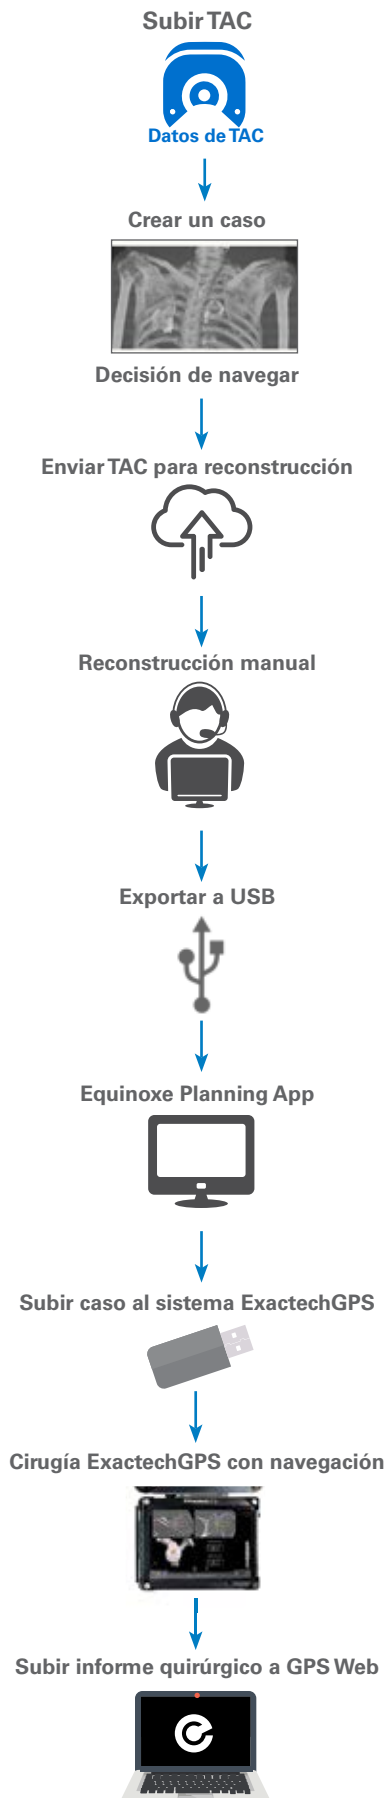 Subir TAC
Datos de TAC
Crear un caso
Decisión de navegar
Enviar TAC para reconstrucción
Reconstrucción manual
Exportar a USB
Equinoxe Planning App
Subir caso al sistema ExactechGPS
Cirugía ExactechGPS con navegación
Subir informe quirúrgico a GPS Web